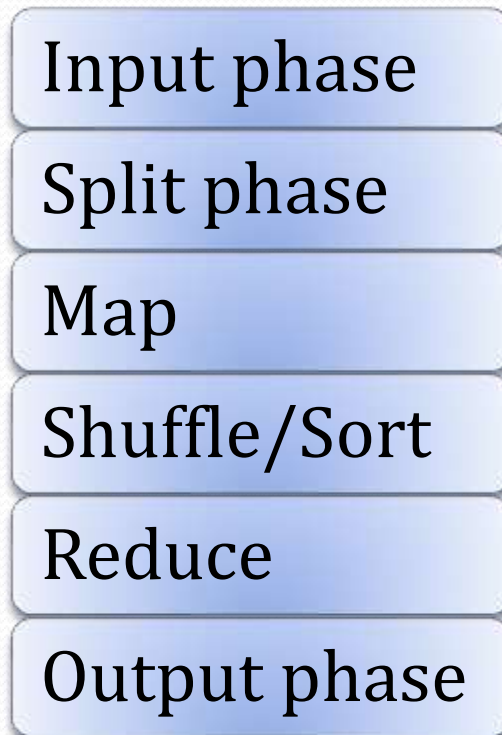 Input phase
Split phase
Map
Shuffle/Sort
Reduce
Output phase